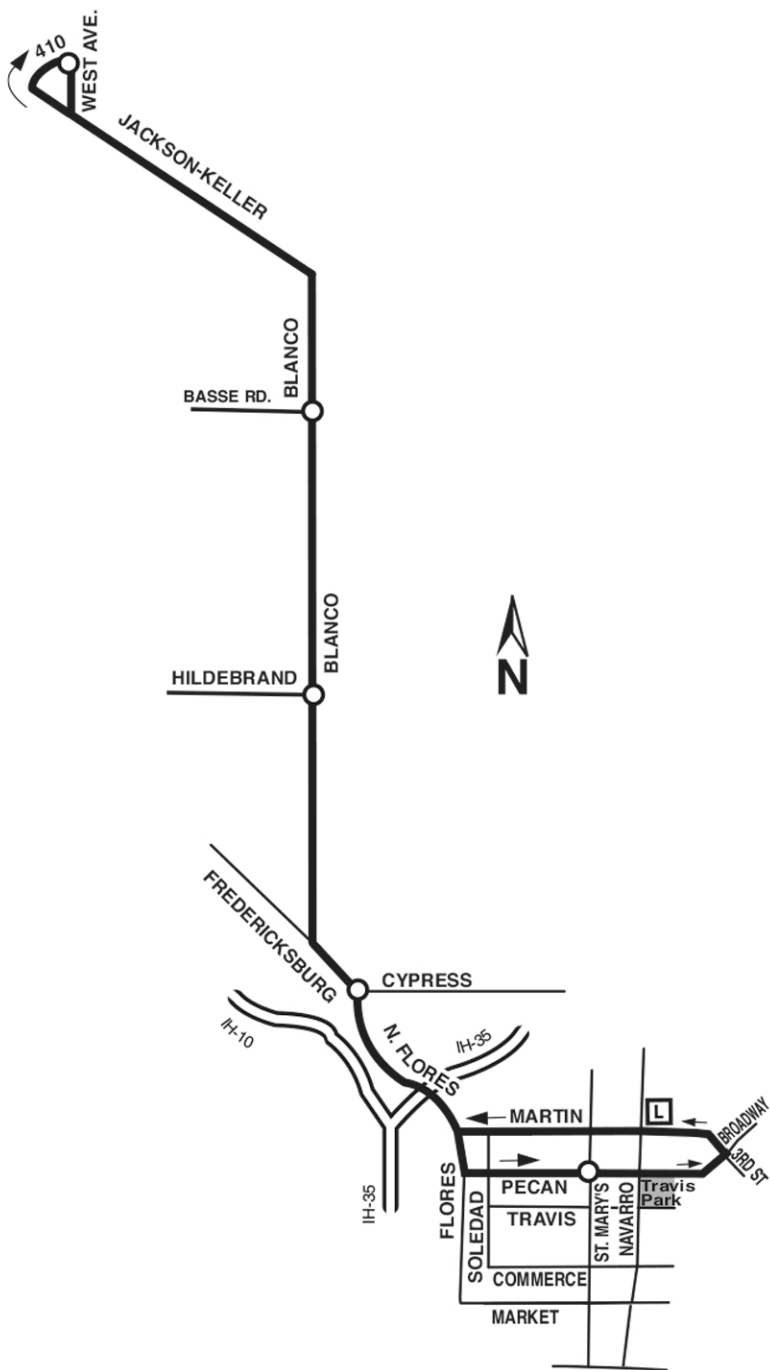 410
WEST AVE.
JACKSON-KELLER
BLANCO
BASSE RD.
BLANCO
N
HILDEBRAND
FREDERICKSBURG
CYPRESS
IH-10
N. FLORES
IH-35
MARTIN
L
BROADWAY
3RD ST
IH-35
FLORES
SOLEDAD
PECAN
TRAVIS
ST. MARY'S
NAVARRO
Travis
Park
COMMERCE
MARKET